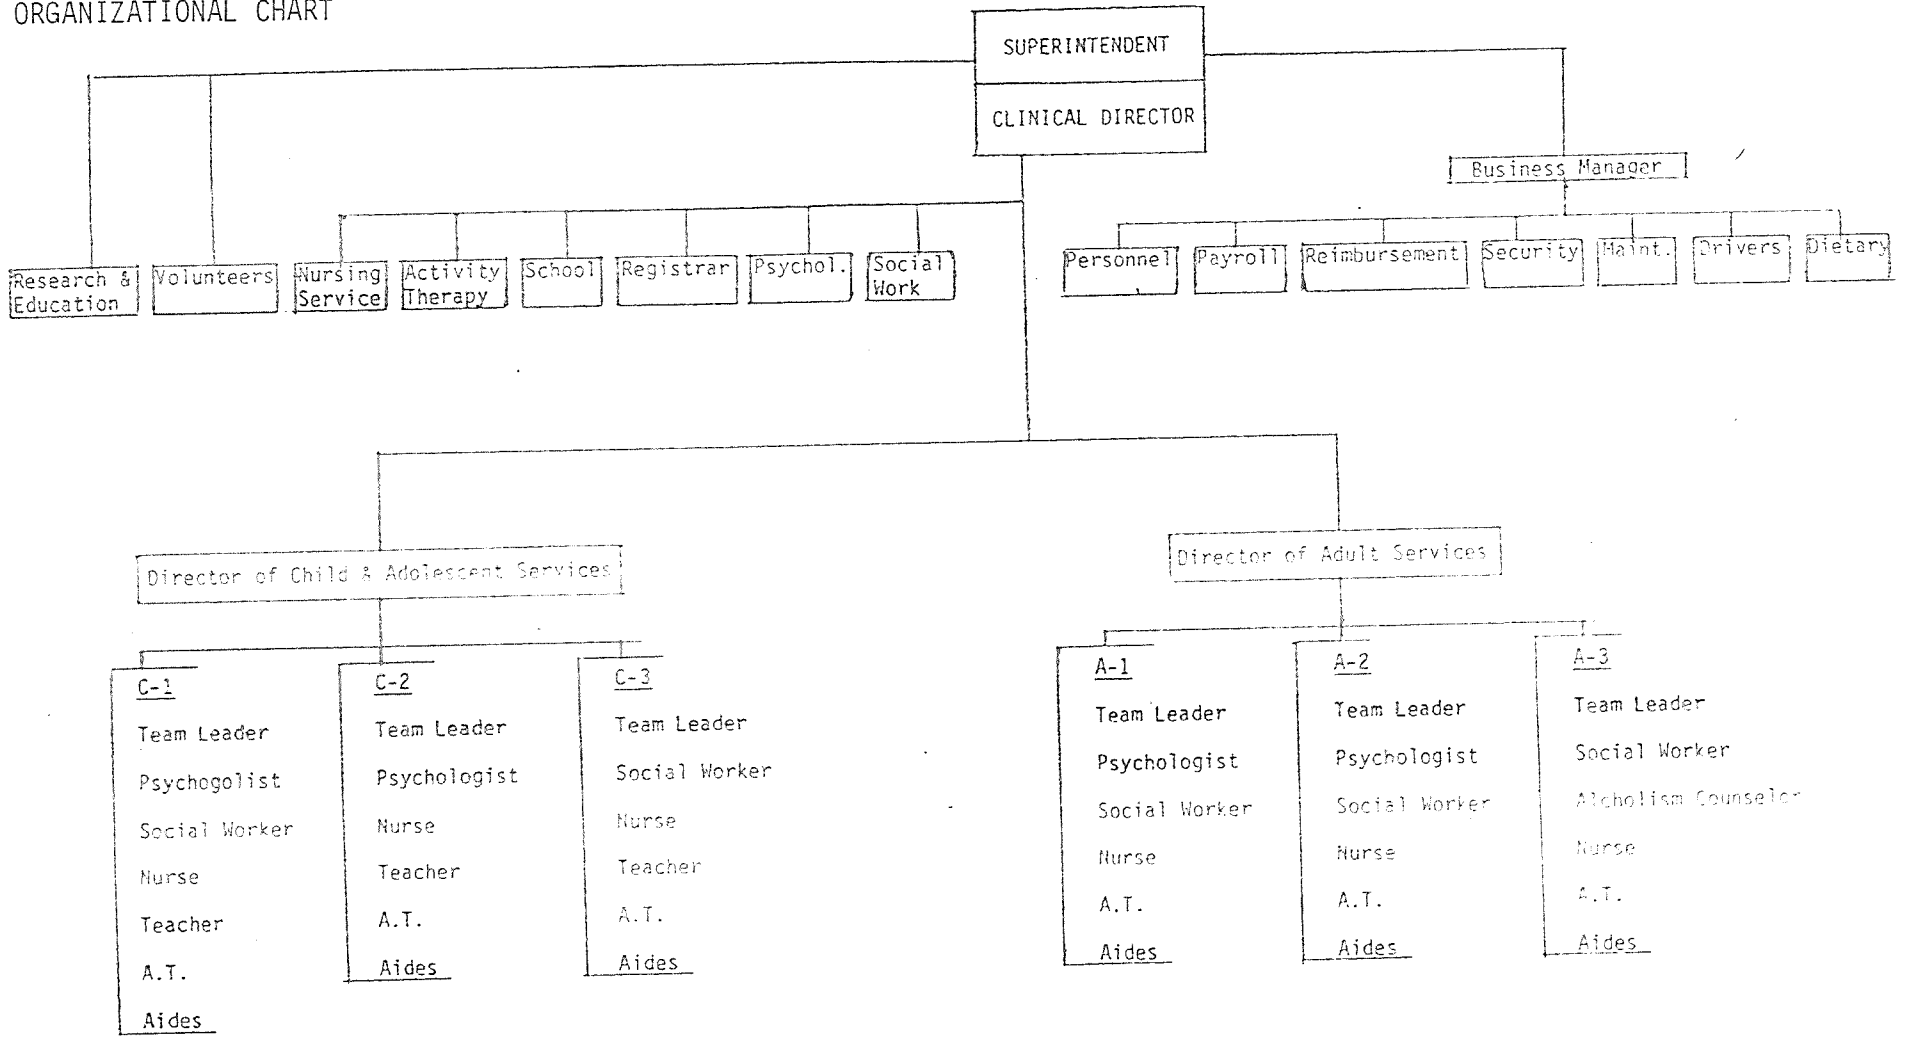 ORGANIZATIONAL CHART
SUPERINTENDENT
CLINICAL DIRECTOR
Business Manager
Research &
Education
Volunteers
Nursing
Service
Activity
Therapy
School
Registrar
Psychol.
Social
Work
Personnel
Payroll
Reimbursement
Security
Maint.
Drivers
Dietary
Director of Child & Adolescent Services
Director of Adult Services
C-1
Team Leader
Psychogolist
Social Worker
Nurse
Teacher
A.T.
Aides
C-2
Team Leader
Psychologist
Nurse
Teacher
A.T.
Aides
C-3
Team Leader
Social Worker
Nurse
Teacher
A.T.
Aides
A-1
Team Leader
Psychologist
Social Worker
Nurse
A.T.
Aides
A-2
Team Leader
Psychologist
Social Worker
Nurse
A.T.
Aides
A-3
Team Leader
Social Worker
Alcholism Counselor
Nurse
A.T.
Aides